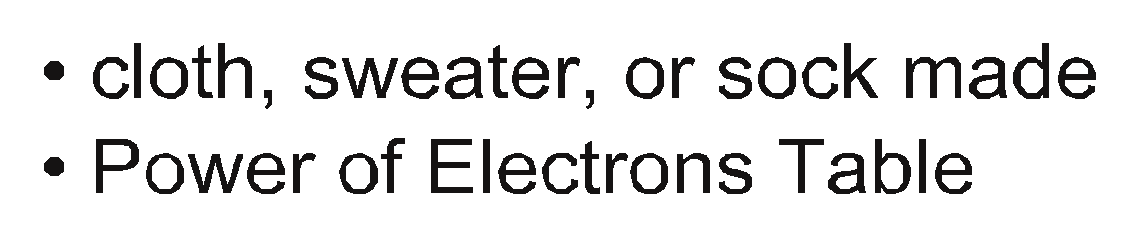 • cloth, sweater, or sock made
• Power of Electrons Table